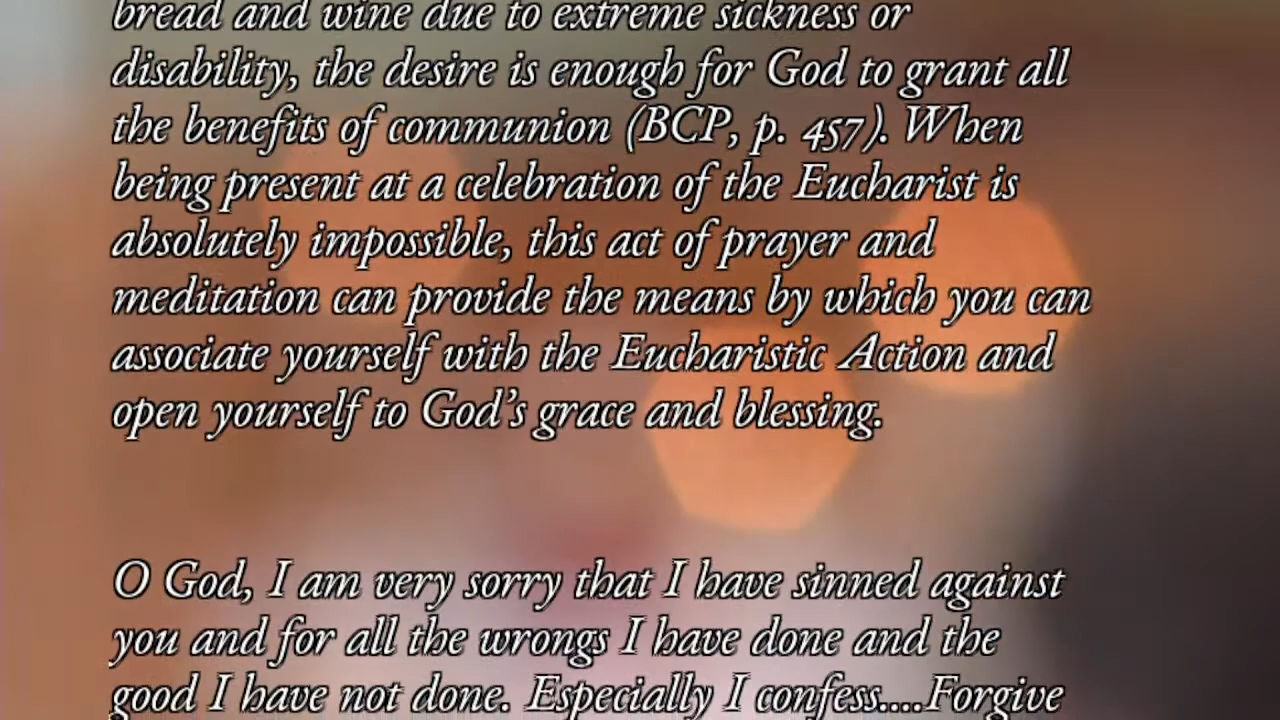 bread and wine due to extreme sickness or
disability, the desire is enough for God to grant all
the benefits of communion (BCP, p. 457). When
being present at a celebration of the Eucharist is
absolutely impossible, this act of prayer and
meditation can provide the means by which you can
associate yourself with the Eucharistic Action and
open yourself to God’s grace and blessing.
O God, I am very sorry that I have sinned against
you and for all the wrongs I have done and the
good I have not done. Especially I confess....Forgive